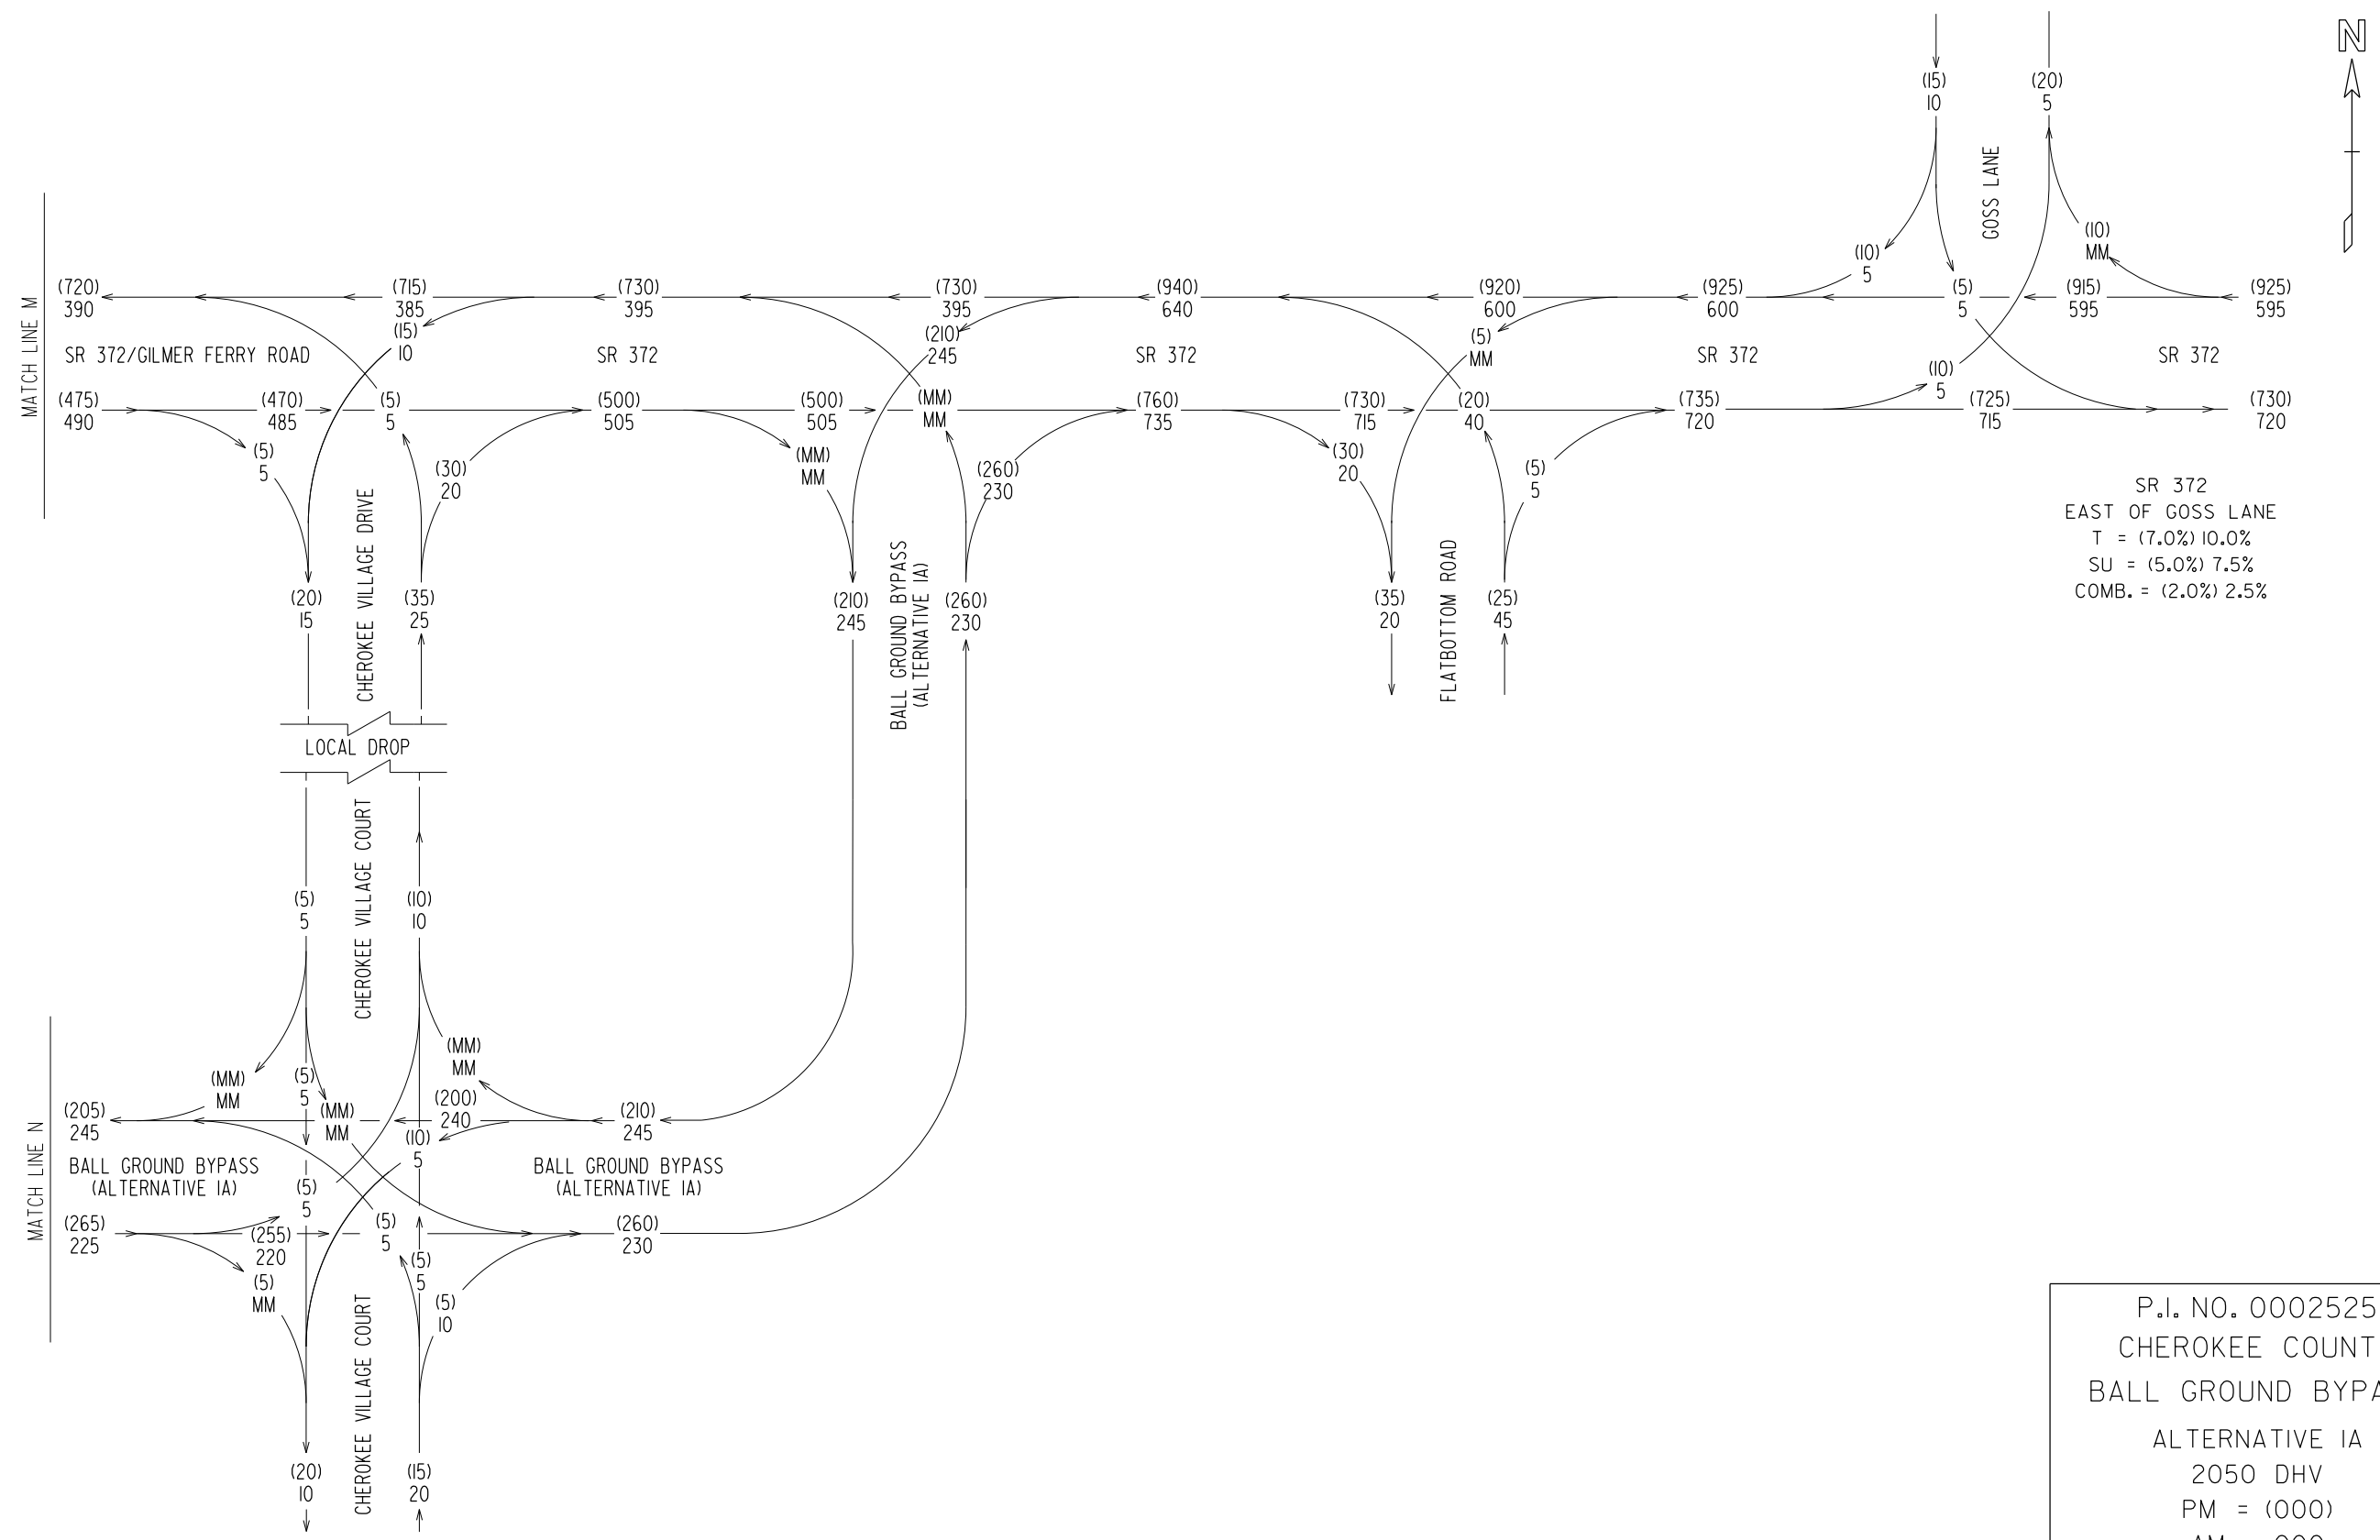 N
(15) (20)
10 5
GOSS LANE
(10)
MM
(10)
5
MATCH LINE M
(720) (715) (730) (730) (940) (920) (925) (5) (915) (925)
390 385 395 395 640 600 600 5 595 595
(15)
10
(210)
245
(5)
MM
SR 372/GILMER FERRY ROAD SR 372 SR 372 SR 372 SR 372
(10)
5
(475) (470) (5) (500) (500) (MM) (760) (730) (20) (735) (725) (730)
490 485 5 505 505 MM 735 715 40 720 715 720
(5)
5
(30)
20
(MM)
MM
(260)
230
(30)
20
(5)
5
SR 372
EAST OF GOSS LANE
T = (7.0%) 10.0%
SU = (5.0%) 7.5%
COMB. = (2.0%) 2.5%
CHEROKEE VILLAGE DRIVE
BALL GROUND BYPASS
(ALTERNATIVE 1A)
FLATBOTTOM ROAD
(20) (35) (210) (260) (35) (25)
15 25 245 230 20 45
LOCAL DROP
CHEROKEE VILLAGE COURT
(5) (10)
5 10
(MM)
MM
(5)
5
(MM)
MM
MATCH LINE N
(205) (MM) (200) (210)
245 MM 240 245
(10)
5
BALL GROUND BYPASS
(ALTERNATIVE 1A)
BALL GROUND BYPASS
(ALTERNATIVE 1A)
(5)
5
(265) (255) (5) (260)
225 220 5 230
(5)
5
(5)
MM
(5)
10
CHEROKEE VILLAGE COURT
(20) (15)
10 20
P.I. NO. 0002525
CHEROKEE COUNT
BALL GROUND BYPA
ALTERNATIVE 1A
2050 DHV
PM = (000)
AM = 000